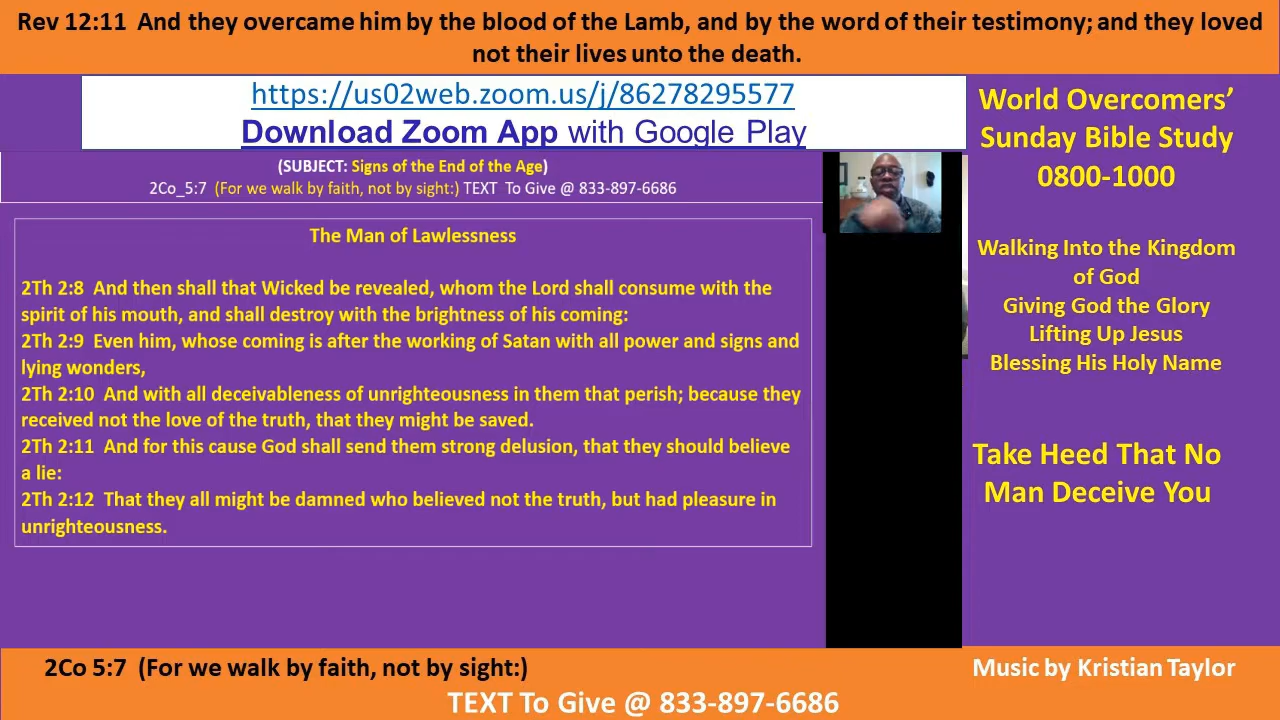 Rev 12:11  And they overcame him by the blood of the Lamb, and by the word of their testimony; and they loved
not their lives unto the death.
https://us02web.zoom.us/j/86278295577
Download Zoom App with Google Play
(SUBJECT: Signs of the End of the Age)
2Co_5:7  (For we walk by faith, not by sight:) TEXT  To Give @ 833-897-6686
The Man of Lawlessness
2Th 2:8  And then shall that Wicked be revealed, whom the Lord shall consume with the
spirit of his mouth, and shall destroy with the brightness of his coming:
2Th 2:9  Even him, whose coming is after the working of Satan with all power and signs and
lying wonders,
2Th 2:10  And with all deceivableness of unrighteousness in them that perish; because they
received not the love of the truth, that they might be saved.
2Th 2:11  And for this cause God shall send them strong delusion, that they should believe
a lie:
2Th 2:12  That they all might be damned who believed not the truth, but had pleasure in
unrighteousness.
World Overcomers’
Sunday Bible Study
0800-1000
Walking Into the Kingdom
of God
Giving God the Glory
Lifting Up Jesus
Blessing His Holy Name
Take Heed That No
Man Deceive You
2Co 5:7  (For we walk by faith, not by sight:)
Music by Kristian Taylor
TEXT To Give @ 833-897-6686